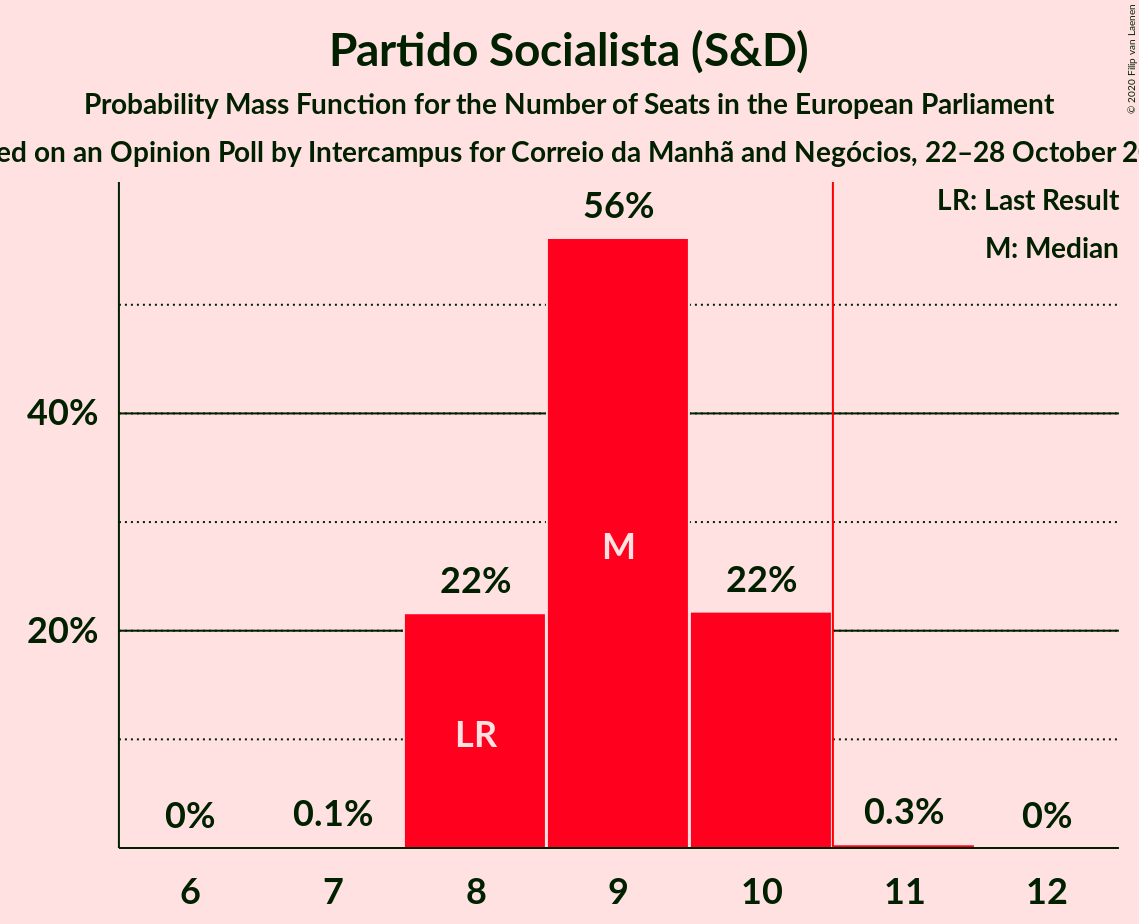 Partido Socialista (S&D)
Probability Mass Function for the Number of Seats in the European Parliament
on an Opinion Poll by Intercampus for Correio da Manhã and Negócios, 22–28 October
© 2020 Filip van Laenen
LR: Last Result
M: Median
56%
40%
M
22%
22%
20%
LR
0%
0.1%
0.3%
0%
6 7 8 9 10 11 12